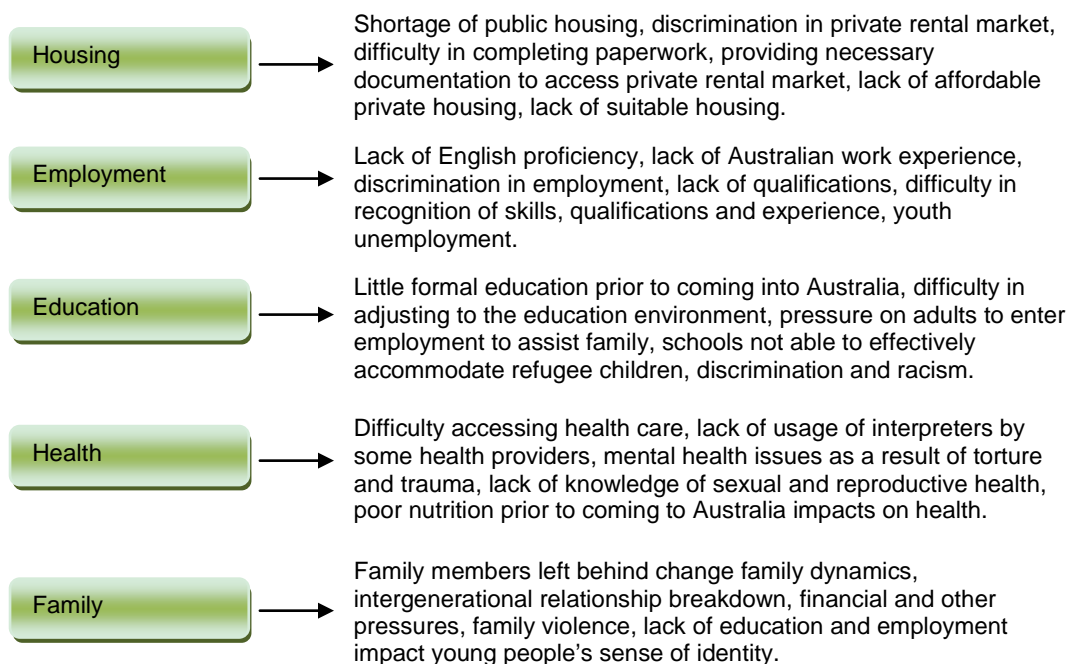 Housing
Shortage of public housing, discrimination in private rental market,
difficulty in completing paperwork, providing necessary
documentation to access private rental market, lack of affordable
private housing, lack of suitable housing.
Employment
Lack of English proficiency, lack of Australian work experience,
discrimination in employment, lack of qualifications, difficulty in
recognition of skills, qualifications and experience, youth
unemployment.
Education
Little formal education prior to coming into Australia, difficulty in
adjusting to the education environment, pressure on adults to enter
employment to assist family, schools not able to effectively
accommodate refugee children, discrimination and racism.
Health
Difficulty accessing health care, lack of usage of interpreters by
some health providers, mental health issues as a result of torture
and trauma, lack of knowledge of sexual and reproductive health,
poor nutrition prior to coming to Australia impacts on health.
Family
Family members left behind change family dynamics,
intergenerational relationship breakdown, financial and other
pressures, family violence, lack of education and employment
impact young people’s sense of identity.